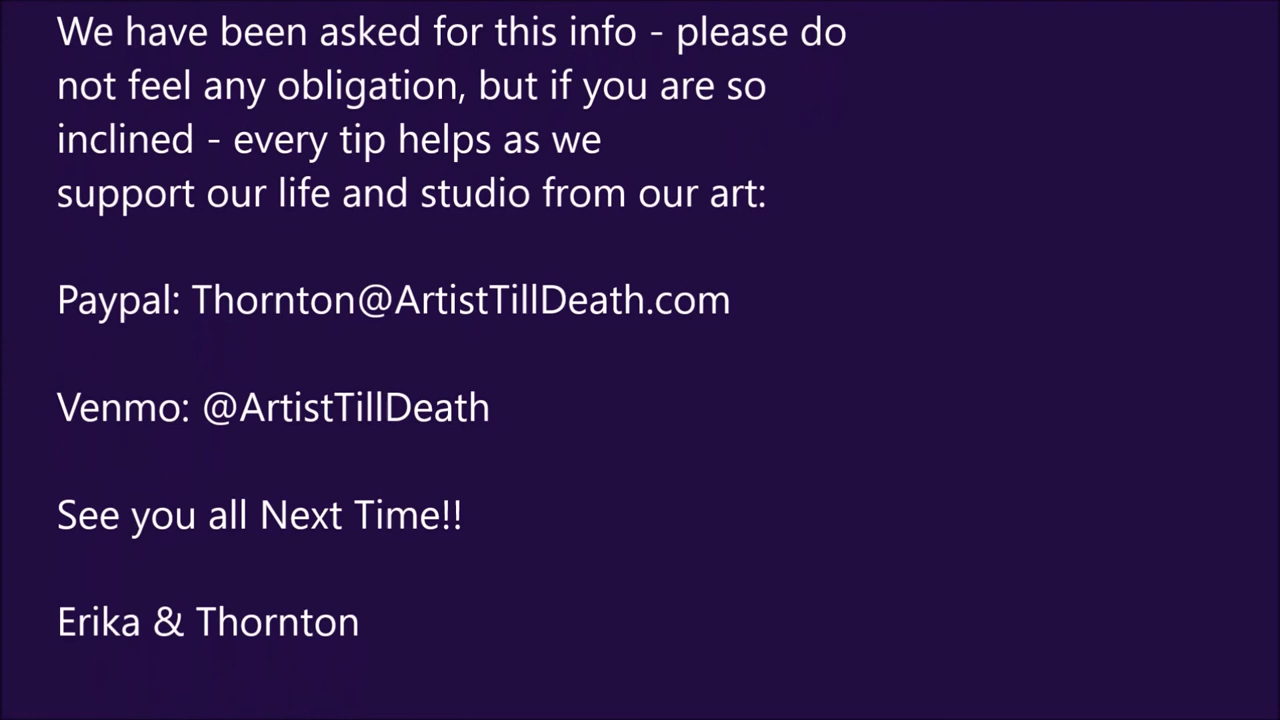 We have been asked for this info - please do
not feel any obligation, but if you are so
inclined - every tip helps as we
support our life and studio from our art:
Paypal: Thornton@ArtistTillDeath.com
Venmo: @ArtistTillDeath
See you all Next Time!!
Erika & Thornton